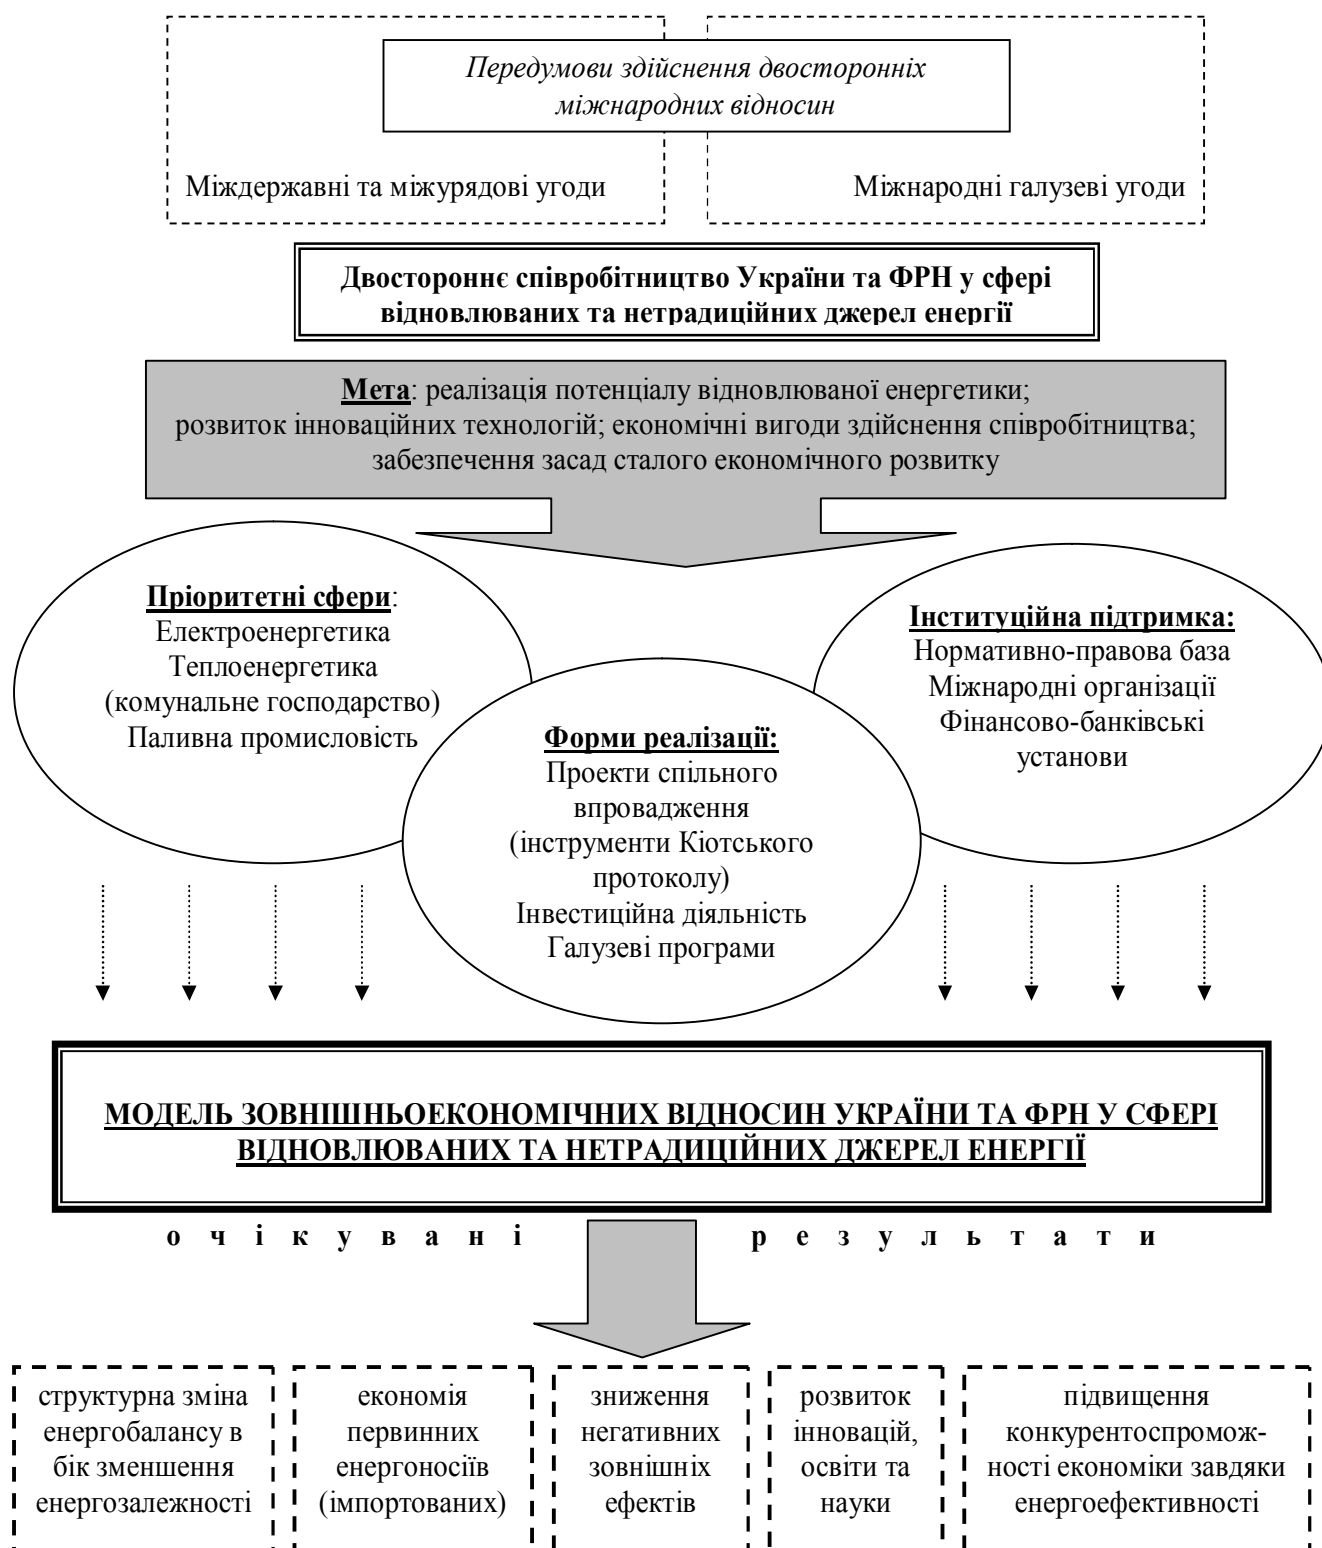 Передумови здійснення двосторонніх
міжнародних відносин
Міждержавні та міжурядові угоди
Міжнародні галузеві угоди
Двостороннє співробітництво України та ФРН у сфері
відновлюваних та нетрадиційних джерел енергії
Мета: реалізація потенціалу відновлюваної енергетики;
розвиток інноваційних технологій; економічні вигоди здійснення співробітництва;
забезпечення засад сталого економічного розвитку
Пріоритетні сфери:
Електроенергетика
Теплоенергетика
(комунальне господарство)
Паливна промисловість
Форми реалізації:
Проекти спільного
впровадження
(інструменти Кіотського
протоколу)
Інвестиційна діяльність
Галузеві програми
Інституційна підтримка:
Нормативно-правова база
Міжнародні організації
Фінансово-банківські
установи
МОДЕЛЬ ЗОВНІШНЬОЕКОНОМІЧНИХ ВІДНОСИН УКРАЇНИ ТА ФРН У СФЕРІ
ВІДНОВЛЮВАНИХ ТА НЕТРАДИЦІЙНИХ ДЖЕРЕЛ ЕНЕРГІЇ
о ч і к у в а н і р е з у л ь т а т и
структурна зміна
енергобалансу в
бік зменшення
енергозалежності
економія
первинних
енергоносіїв
(імпортованих)
зниження
негативних
зовнішніх
ефектів
розвиток
інновацій,
освіти та
науки
підвищення
конкурентоспромож-
ності економіки завдяки
енергоефективності